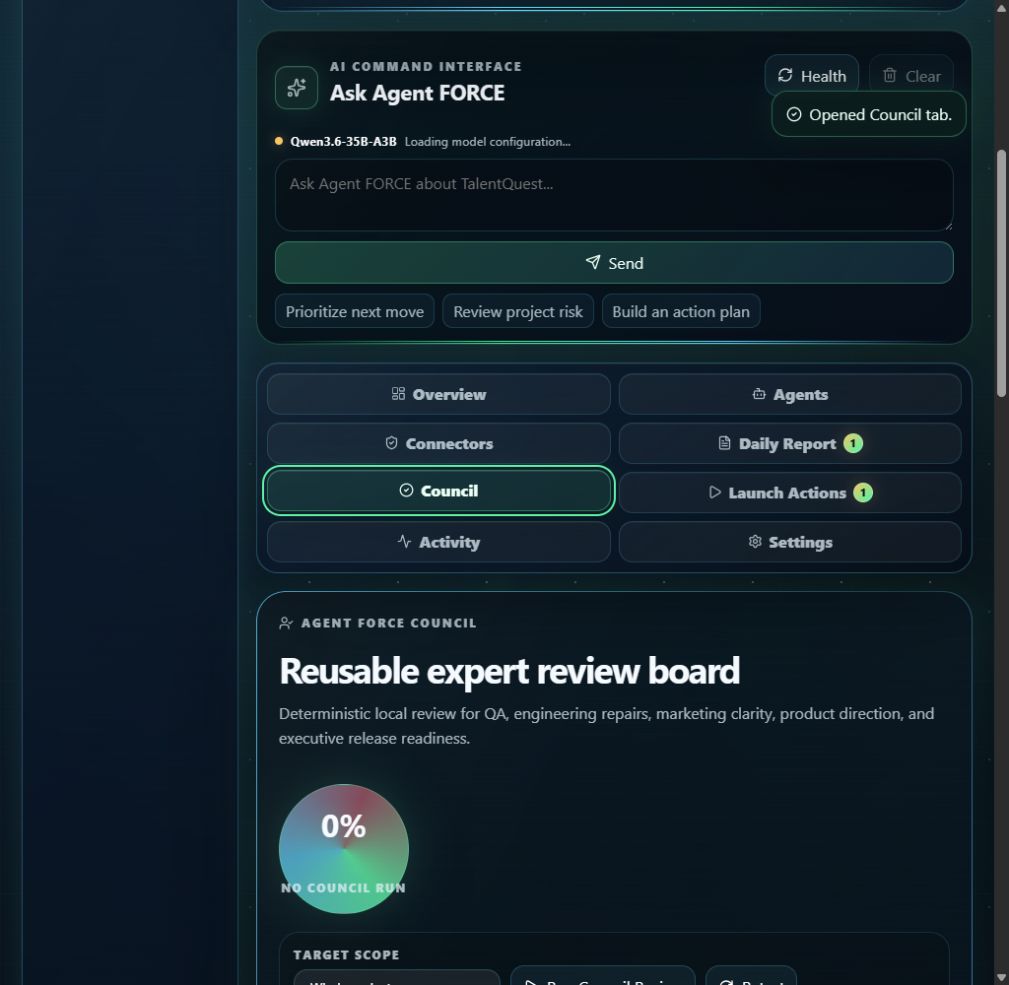 AI COMMAND INTERFACE
Ask Agent FORCE
Health
Clear
Opened Council tab.
Qwen3.6-35B-A3B Loading model configuration...
Ask Agent FORCE about TalentQuest...
Send
Prioritize next move
Review project risk
Build an action plan
Overview
Agents
Connectors
Daily Report 1
Council
Launch Actions 1
Activity
Settings
AGENT FORCE COUNCIL
Reusable expert review board
Deterministic local review for QA, engineering repairs, marketing clarity, product direction, and
executive release readiness.
0%
NO COUNCIL RUN
TARGET SCOPE